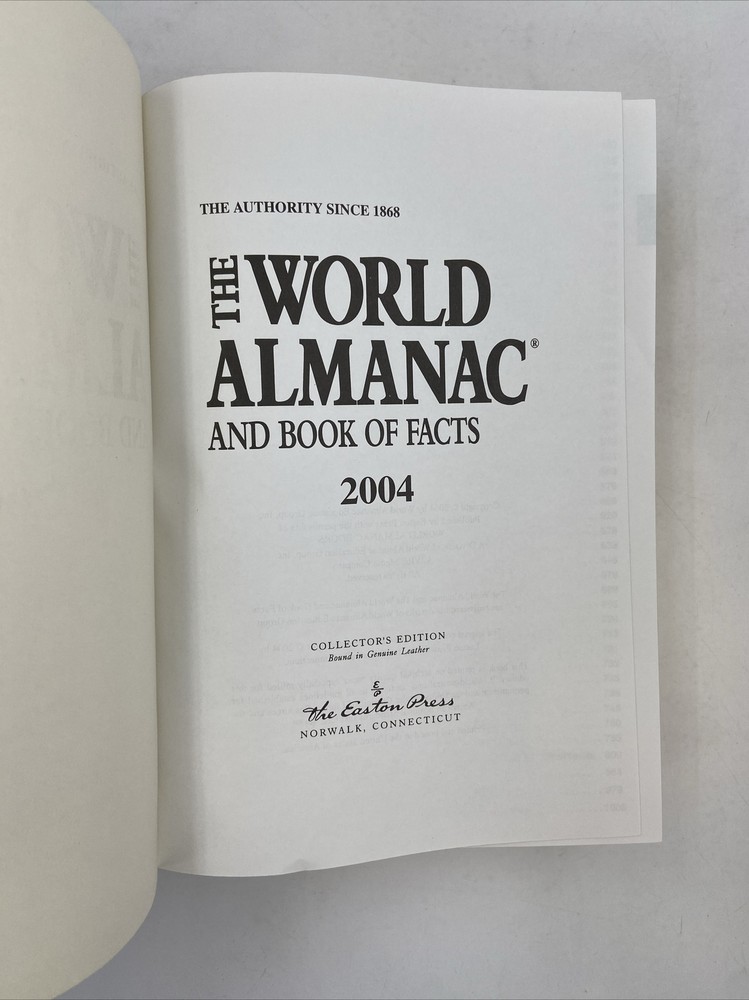 THE AUTHORITY SINCE 1868
THE WORLD
ALMANAC®
AND BOOK OF FACTS
2004
COLLECTOR'S EDITION
Bound in Genuine Leather
E/P
the Easton Press
NORWALK, CONNECTICUT